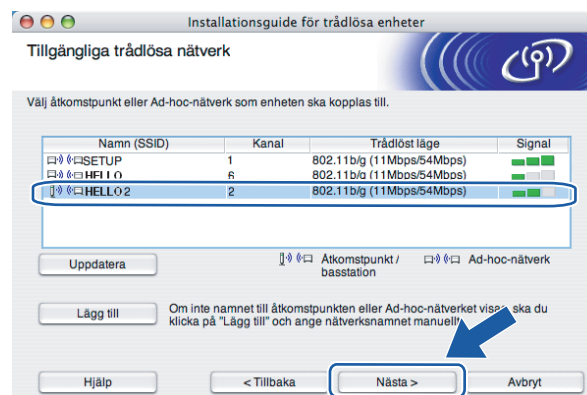 Installationsguide för trådlösa enheter
Tillgängliga trådlösa nätverk
Välj åtkomstpunkt eller Ad-hoc-nätverk som enheten ska kopplas till.
Namn (SSID) Kanal Trådlöst läge Signal
SETUP 1 802.11b/g (11Mbps/54Mbps)
HELLO 6 802.11b/g (11Mbps/54Mbps)
HELLO2 2 802.11b/g (11Mbps/54Mbps)
Uppdatera
Åtkomstpunkt / Ad-hoc-nätverk
basstation
Lägg till
Om inte namnet till åtkomstpunkten eller Ad-hoc-nätverket visas, ska du
klicka på "Lägg till" och ange nätverksnamnet manuellt.
Hjälp < Tillbaka Nästa > Avbryt